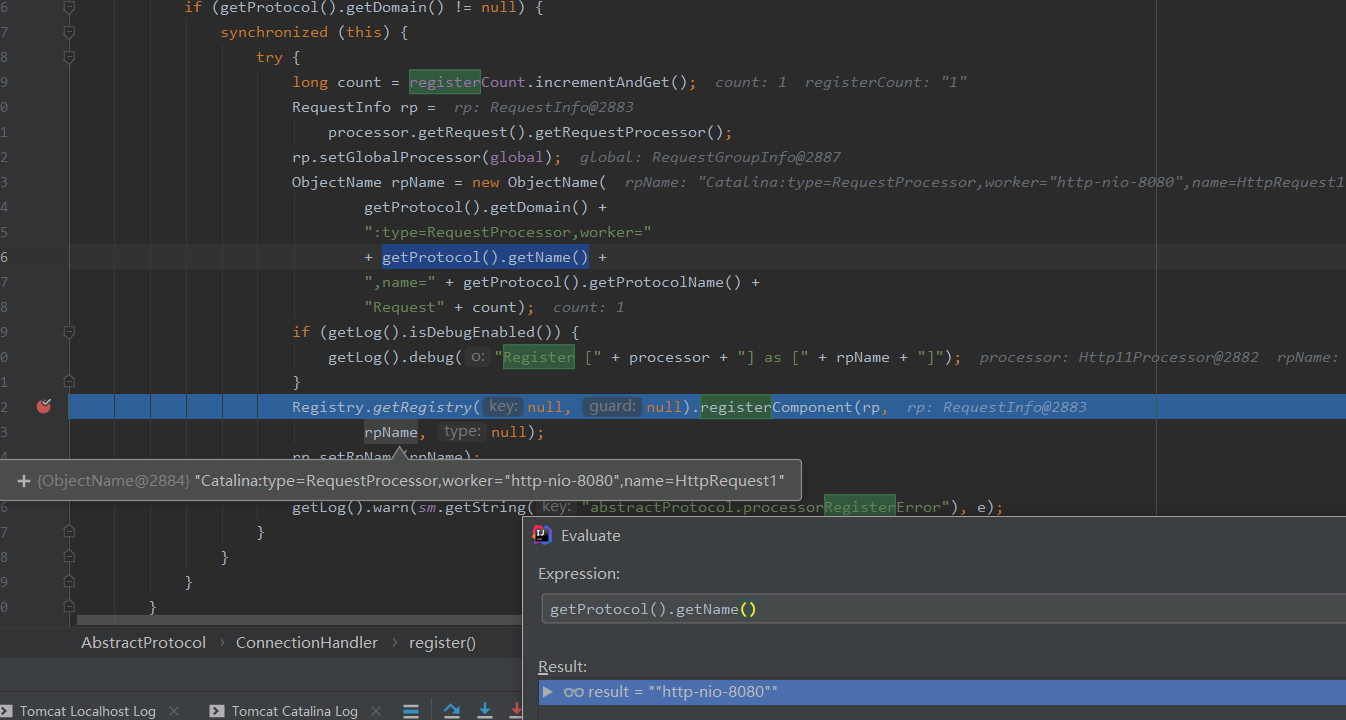 6 if (getProtocol().getDomain() != null) {
7 synchronized (this) {
8 try {
9 long count = registerCount.incrementAndGet(); count: 1 registerCount: "1"
0 RequestInfo rp = rp: RequestInfo@2883
1 processor.getRequest().getRequestProcessor();
2 rp.setGlobalProcessor(global); global: RequestGroupInfo@2887
3 ObjectName rpName = new ObjectName( rpName: "Catalina:type=RequestProcessor,worker="http-nio-8080",name=HttpRequest1
4 getProtocol().getDomain() +
5 ":type=RequestProcessor,worker="
6 + getProtocol().getName() +
7 ",name=" + getProtocol().getProtocolName() +
8 "Request" + count); count: 1
9 if (getLog().isDebugEnabled()) {
0 getLog().debug( o: "Register [" + processor + "] as [" + rpName + "]"); processor: Http11Processor@2882 rpName:
1 }
2 Registry.getRegistry( key: null, guard: null).registerComponent(rp, rp: RequestInfo@2883
3 rpName, type: null);
4 rp.setRpName(rpName);
{ObjectName@2884} "Catalina:type=RequestProcessor,worker="http-nio-8080",name=HttpRequest1"
6 getLog().warn(sm.getString( key: "abstractProtocol.processorRegisterError"), e);
7 }
8 }
9 }
0 }
Evaluate
Expression:
getProtocol().getName()
AbstractProtocol › ConnectionHandler › register()
Result:
result = ""http-nio-8080""
Tomcat Localhost Log
Tomcat Catalina Log